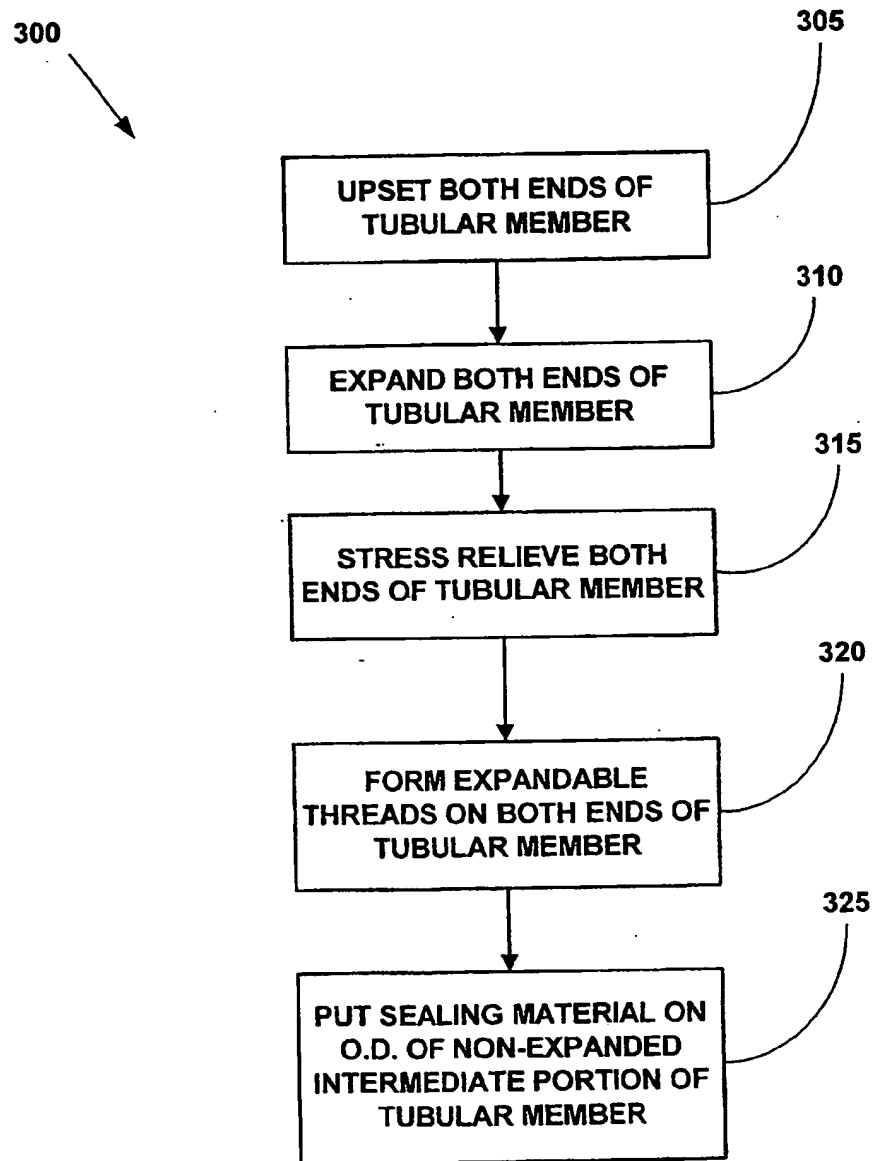 300
305
UPSET BOTH ENDS OF
TUBULAR MEMBER
310
EXPAND BOTH ENDS OF
TUBULAR MEMBER
315
STRESS RELIEVE BOTH
ENDS OF TUBULAR MEMBER
320
FORM EXPANDABLE
THREADS ON BOTH ENDS OF
TUBULAR MEMBER
325
PUT SEALING MATERIAL ON
O.D. OF NON-EXPANDED
INTERMEDIATE PORTION OF
TUBULAR MEMBER